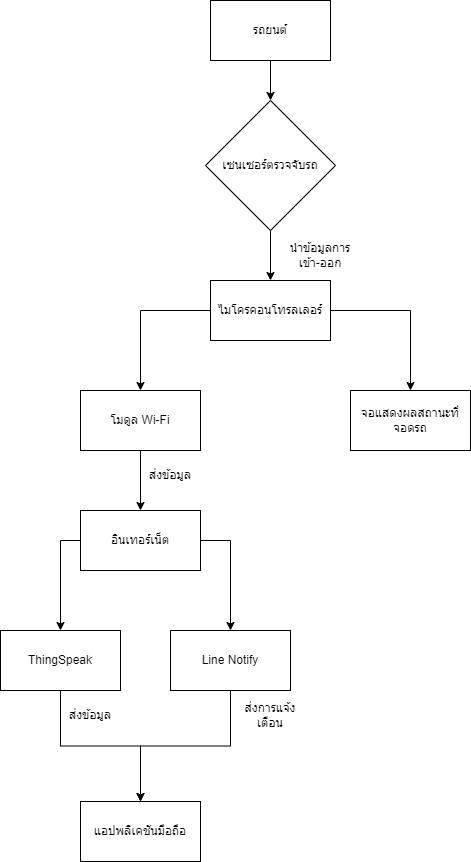 รถยนต์
เซนเซอร์ตรวจจับรถ
นำข้อมูลการ
เข้า-ออก
ไมโครคอนโทรลเลอร์
โมดูล Wi-Fi
จอแสดงผลสถานะที่
จอดรถ
ส่งข้อมูล
อินเทอร์เน็ต
ThingSpeak
Line Notify
ส่งข้อมูล
ส่งการแจ้ง
เตือน
แอปพลิเคชันมือถือ